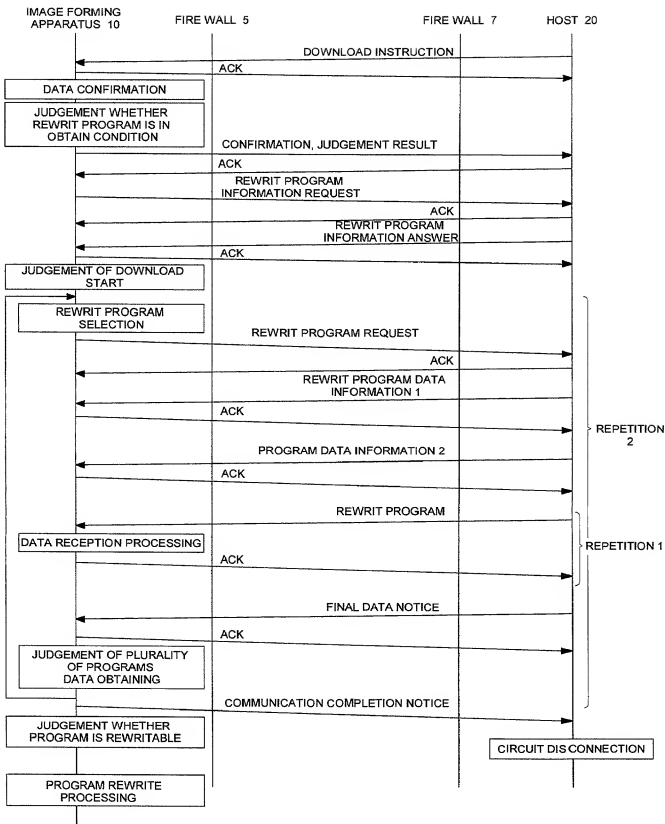 IMAGE FORMING
APPARATUS 10
FIRE WALL 5
FIRE WALL 7
HOST 20
DOWNLOAD INSTRUCTION
ACK
DATA CONFIRMATION
JUDGEMENT WHETHER
REWRIT PROGRAM IS IN
OBTAIN CONDITION
CONFIRMATION, JUDGEMENT RESULT
ACK
REWRIT PROGRAM
INFORMATION REQUEST
ACK
REWRIT PROGRAM
INFORMATION ANSWER
ACK
JUDGEMENT OF DOWNLOAD
START
REWRIT PROGRAM
SELECTION
REWRIT PROGRAM REQUEST
ACK
REWRIT PROGRAM DATA
INFORMATION 1
ACK
REPETITION
2
PROGRAM DATA INFORMATION 2
ACK
REWRIT PROGRAM
DATA RECEPTION PROCESSING
REPETITION 1
ACK
FINAL DATA NOTICE
ACK
JUDGEMENT OF PLURALITY
OF PROGRAMS
DATA OBTAINING
COMMUNICATION COMPLETION NOTICE
JUDGEMENT WHETHER
PROGRAM IS REWRITABLE
CIRCUIT DISCONNECTION
PROGRAM REWRITE
PROCESSING